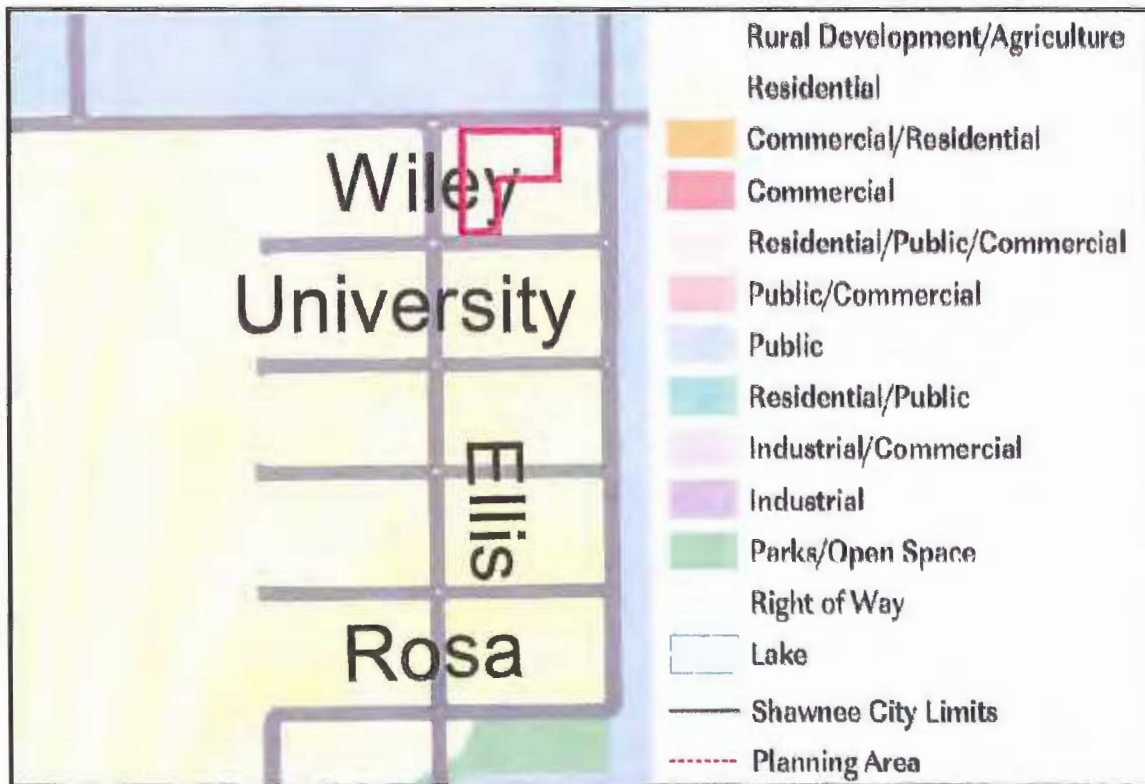 Wiley
University
Ellis
Rosa
Rural Development/Agriculture
Residential
Commercial/Residential
Commercial
Residential/Public/Commercial
Public/Commercial
Public
Residential/Public
Industrial/Commercial
Industrial
Parks/Open Space
Right of Way
Lake
Shawnee City Limits
Planning Area